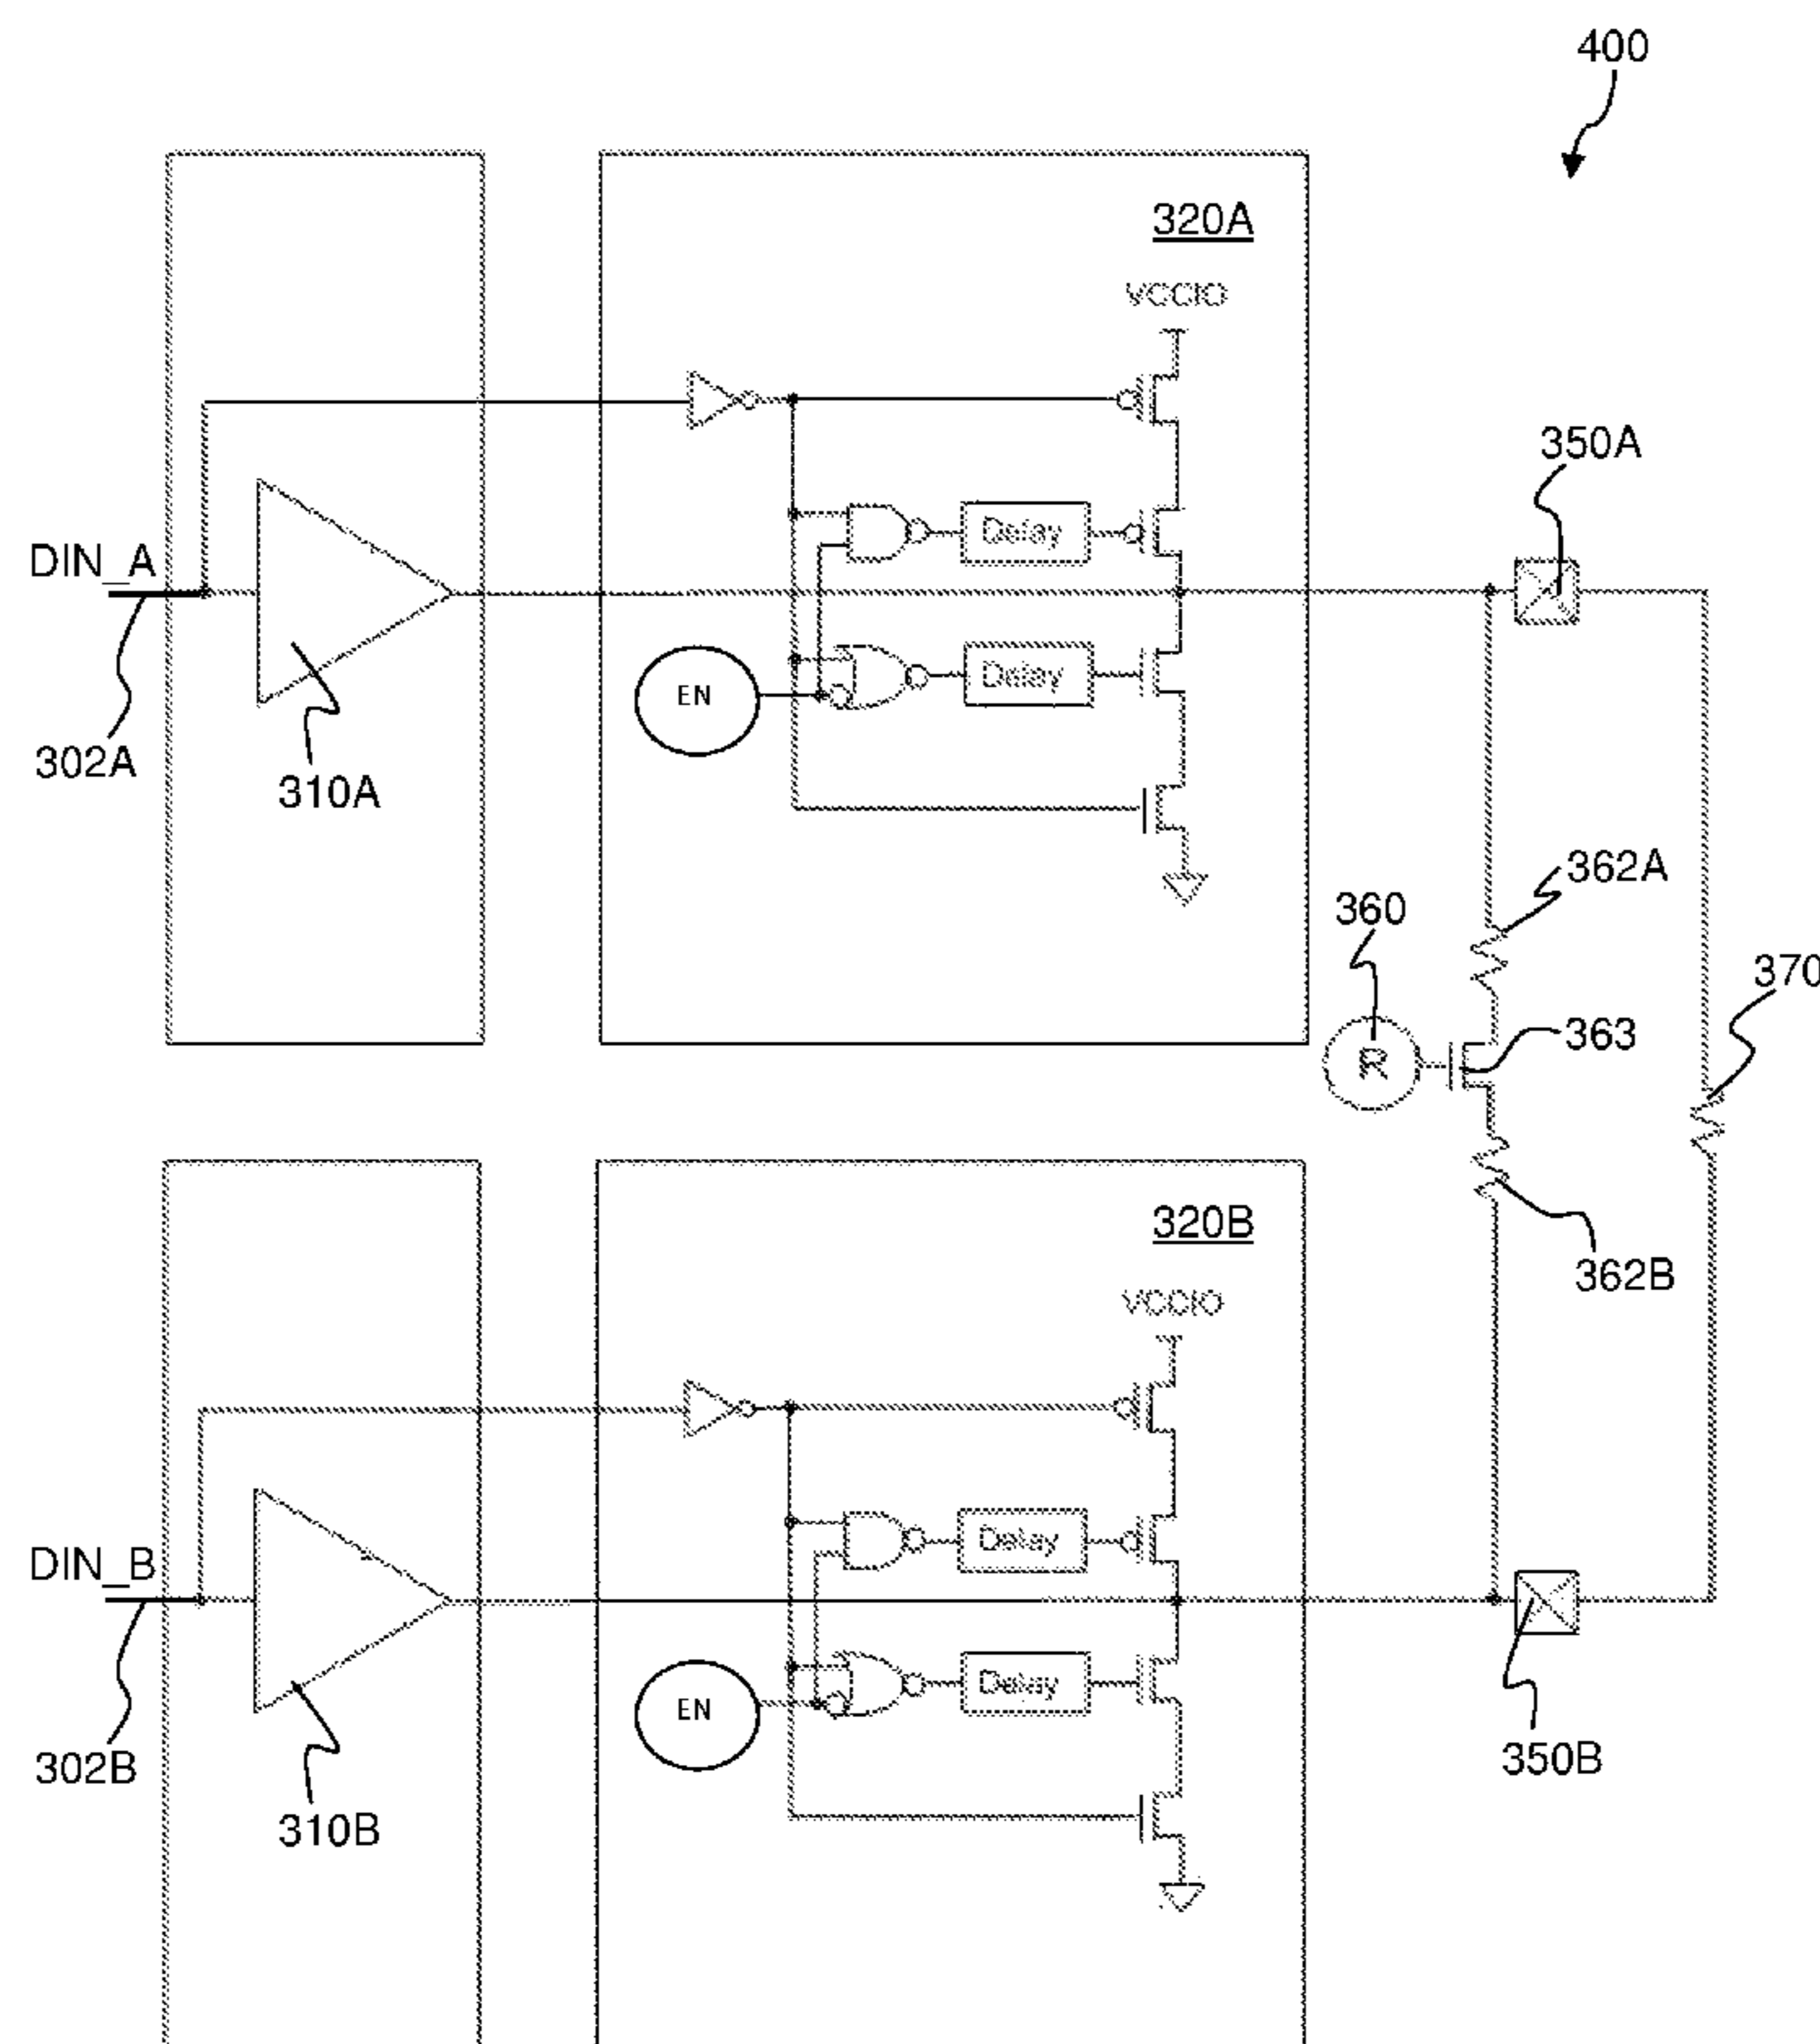 400
320A
VCCIO
350A
DIN_A
Delay
EN
Delay
302A
310A
362A
360
370
363
R
320B
362B
VCCIO
DIN_B
Delay
EN
Delay
350B
302B
310B